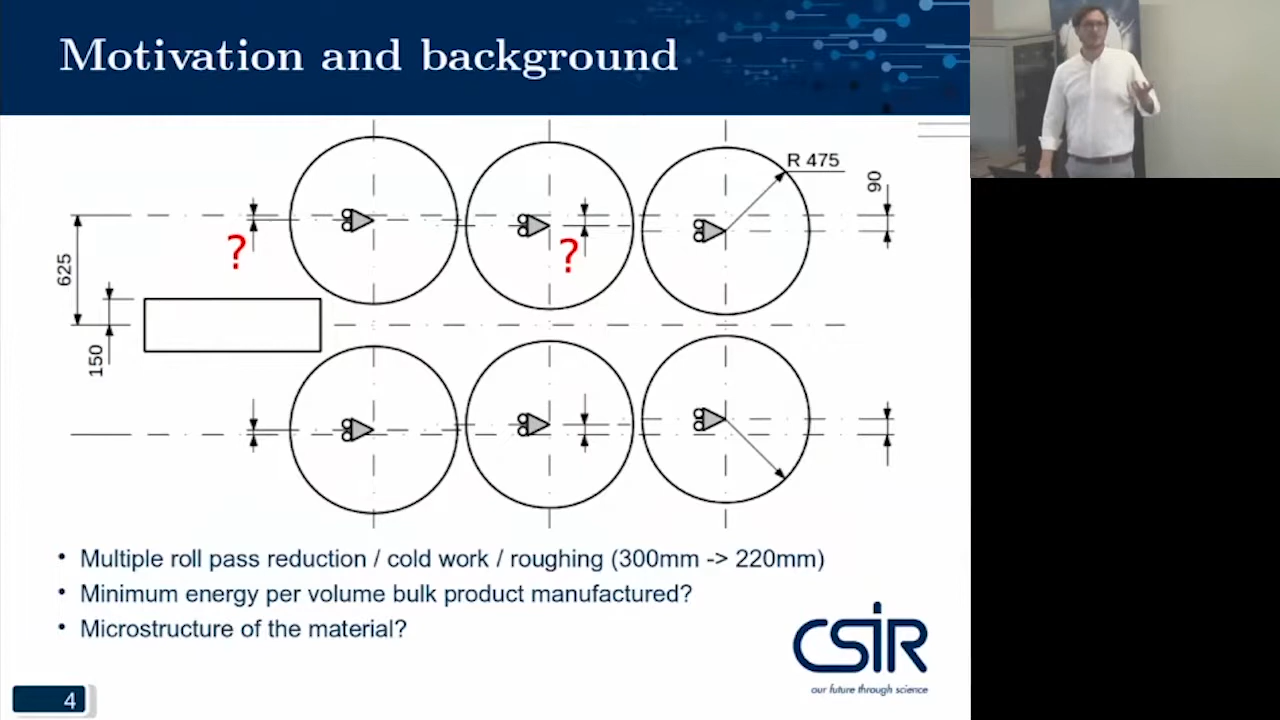 Motivation and background
R 475
90
625
?
?
150
• Multiple roll pass reduction / cold work / roughing (300mm -> 220mm)
• Minimum energy per volume bulk product manufactured?
• Microstructure of the material?
CSIR
our future through science
4